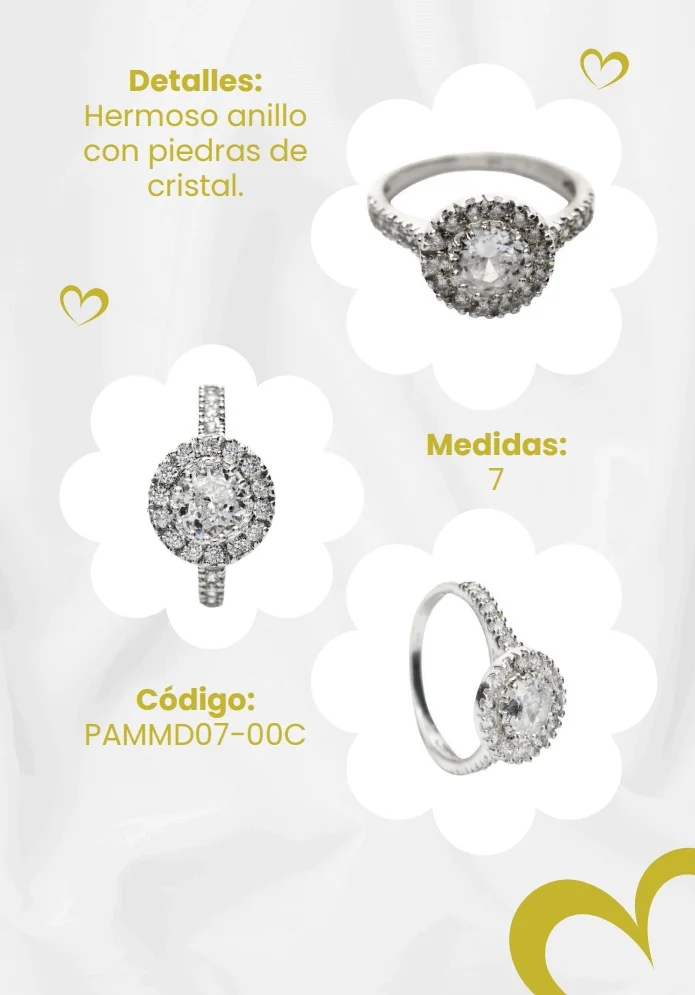 Detalles:
Hermoso anillo
con piedras de
cristal.
Medidas:
7
Código:
PAMMD07-00C